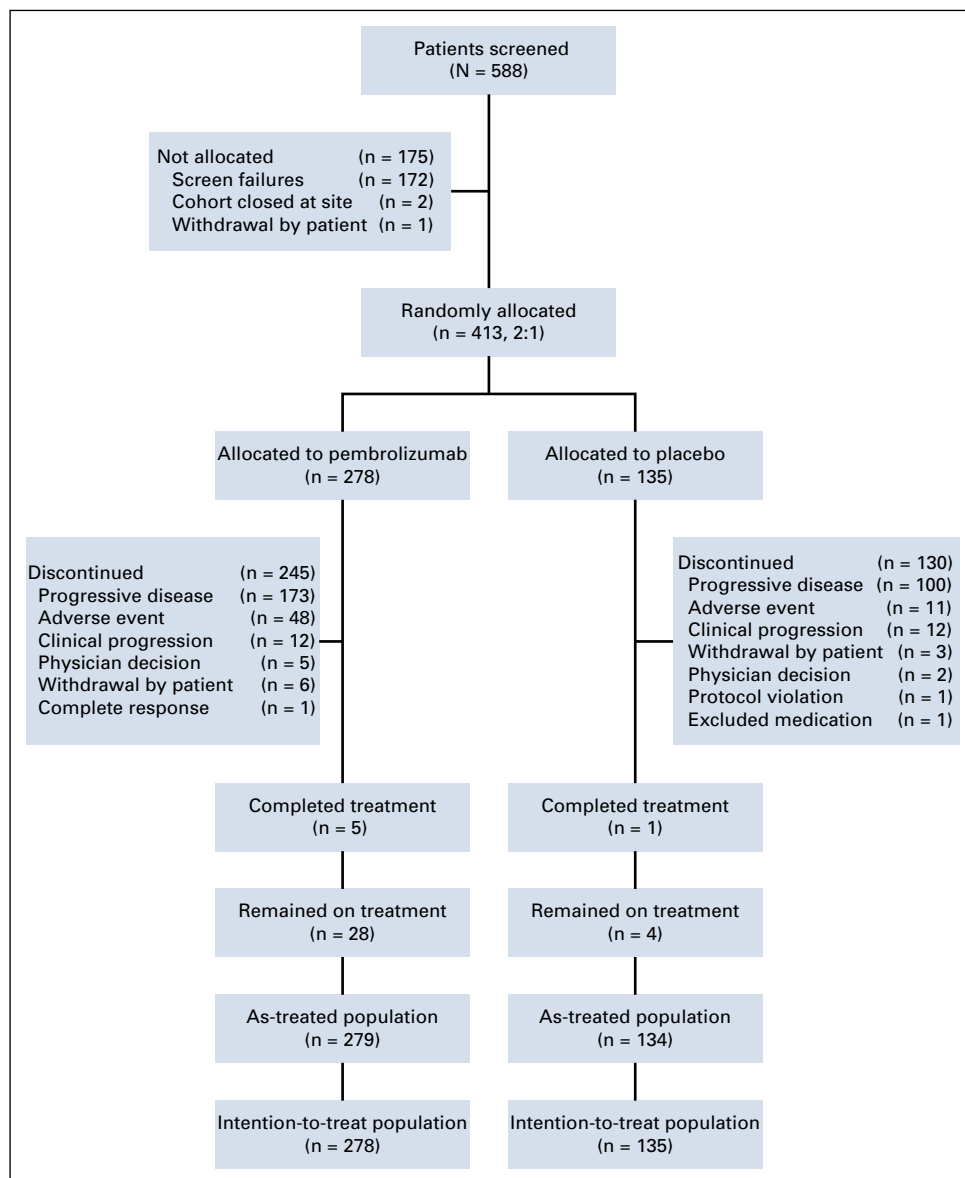 Patients screened
(N = 588)
Not allocated (n = 175)
Screen failures (n = 172)
Cohort closed at site (n = 2)
Withdrawal by patient (n = 1)
Randomly allocated
(n = 413, 2:1)
Allocated to pembrolizumab
(n = 278)
Allocated to placebo
(n = 135)
Discontinued (n = 245)
Progressive disease (n = 173)
Adverse event (n = 48)
Clinical progression (n = 12)
Physician decision (n = 5)
Withdrawal by patient (n = 6)
Complete response (n = 1)
Discontinued (n = 130)
Progressive disease (n = 100)
Adverse event (n = 11)
Clinical progression (n = 12)
Withdrawal by patient (n = 3)
Physician decision (n = 2)
Protocol violation (n = 1)
Excluded medication (n = 1)
Completed treatment
(n = 5)
Completed treatment
(n = 1)
Remained on treatment
(n = 28)
Remained on treatment
(n = 4)
As-treated population
(n = 279)
As-treated population
(n = 134)
Intention-to-treat population
(n = 278)
Intention-to-treat population
(n = 135)